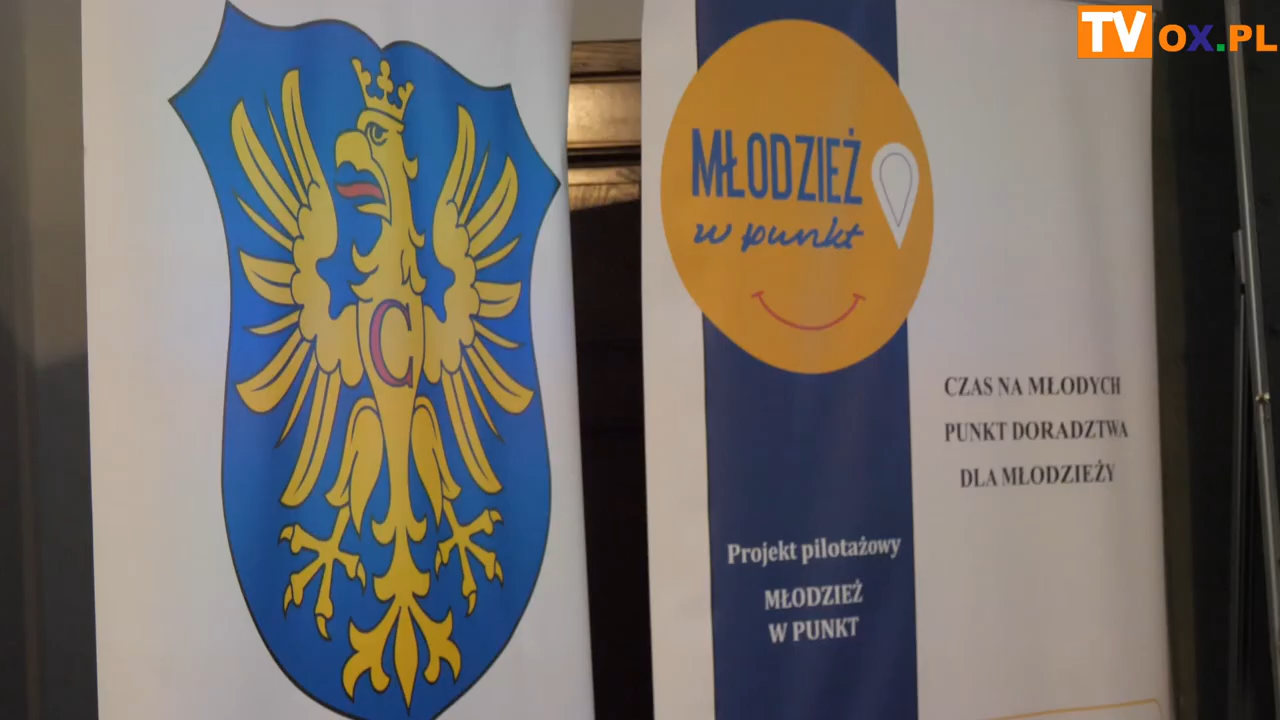 TVox.PL
C
MŁODZIEŻ
w punkt
CZAS NA MŁODYCH
PUNKT DORADZTWA
DLA MŁODZIEŻY
Projekt pilotażowy
MŁODZIEŻ
W PUNKT